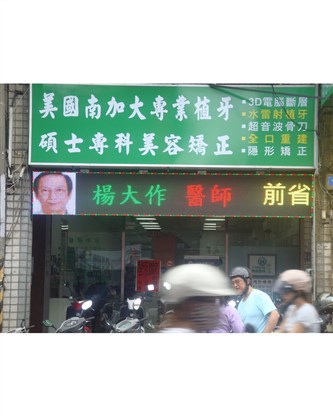 美國南加大專業植牙
碩士專科美容矯正
·3D電腦斷層
·水雷射植牙
·超音波骨刀
·全口重建
·隱形矯正
楊大作 醫師 前省